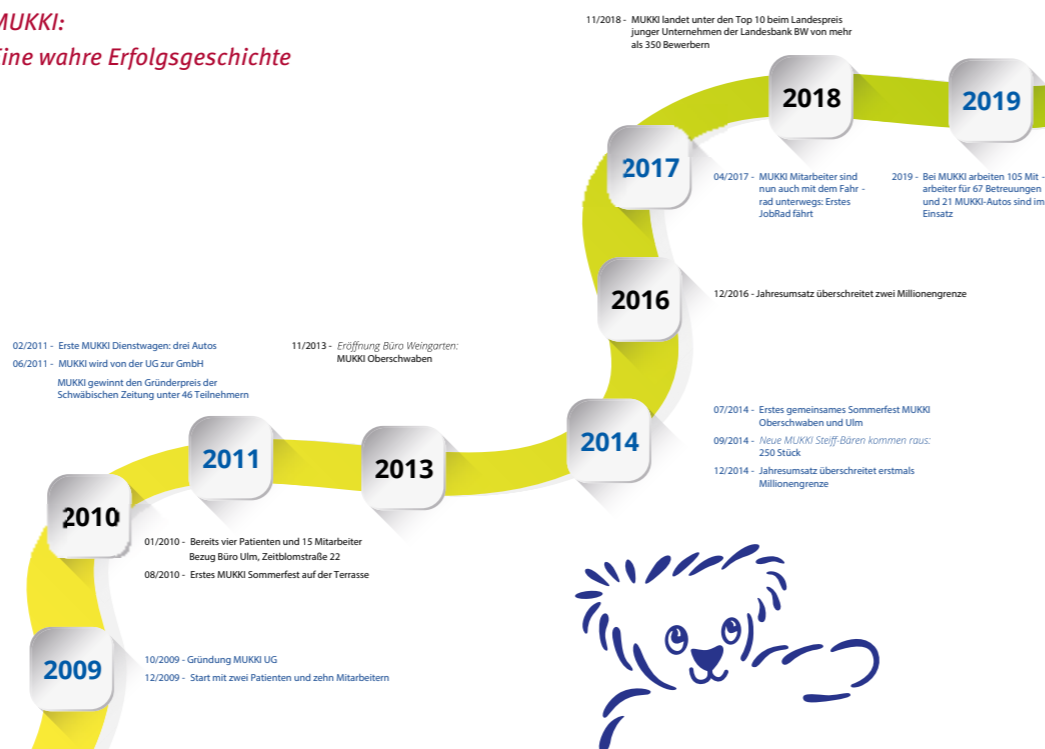 MUKKI:
Eine wahre Erfolgsgeschichte
11/2018 - MUKKI landet unter den Top 10 beim Landespreis
junger Unternehmen der Landesbank BW von mehr
als 350 Bewerbern
2018
2019
2017
04/2017 - MUKKI Mitarbeiter sind
nun auch mit dem Fahr -
rad unterwegs: Erstes
JobRad fährt
2019 - Bei MUKKI arbeiten 105 Mit -
arbeiter für 67 Betreuungen
und 21 MUKKI-Autos sind im
Einsatz
2016
12/2016 - Jahresumsatz überschreitet zwei Millionengrenze
02/2011 - Erste MUKKI Dienstwagen: drei Autos
06/2011 - MUKKI wird von der UG zur GmbH
MUKKI gewinnt den Gründerpreis der
Schwäbischen Zeitung unter 46 Teilnehmern
11/2013 - Eröffnung Büro Weingarten:
MUKKI Oberschwaben
2014
07/2014 - Erstes gemeinsames Sommerfest MUKKI
Oberschwaben und Ulm
09/2014 - Neue MUKKI Steiff-Bären kommen raus:
250 Stück
12/2014 - Jahresumsatz überschreitet erstmals
Millionengrenze
2011
2013
2010
01/2010 - Bereits vier Patienten und 15 Mitarbeiter
Bezug Büro Ulm, Zeitblomstraße 22
08/2010 - Erstes MUKKI Sommerfest auf der Terrasse
2009
10/2009 - Gründung MUKKI UG
12/2009 - Start mit zwei Patienten und zehn Mitarbeitern